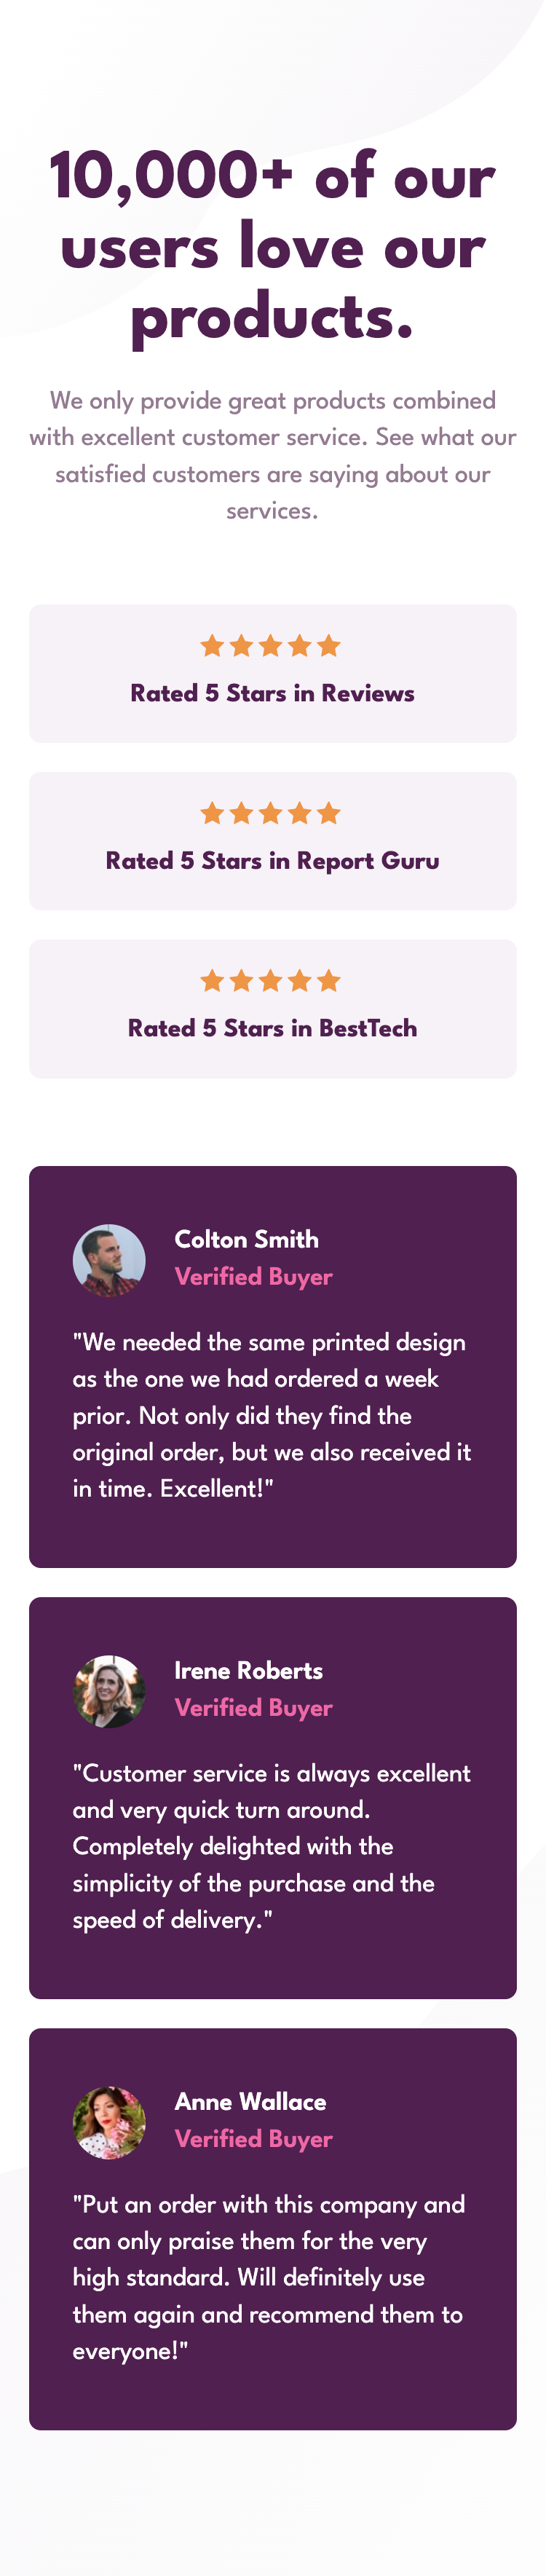 10,000+ of our
users love our
products.
We only provide great products combined
with excellent customer service. See what our
satisfied customers are saying about our
services.
Rated 5 Stars in Reviews
Rated 5 Stars in Report Guru
Rated 5 Stars in BestTech
Colton Smith
Verified Buyer
"We needed the same printed design
as the one we had ordered a week
prior. Not only did they find the
original order, but we also received it
in time. Excellent!"
Irene Roberts
Verified Buyer
"Customer service is always excellent
and very quick turn around.
Completely delighted with the
simplicity of the purchase and the
speed of delivery."
Anne Wallace
Verified Buyer
"Put an order with this company and
can only praise them for the very
high standard. Will definitely use
them again and recommend them to
everyone!"